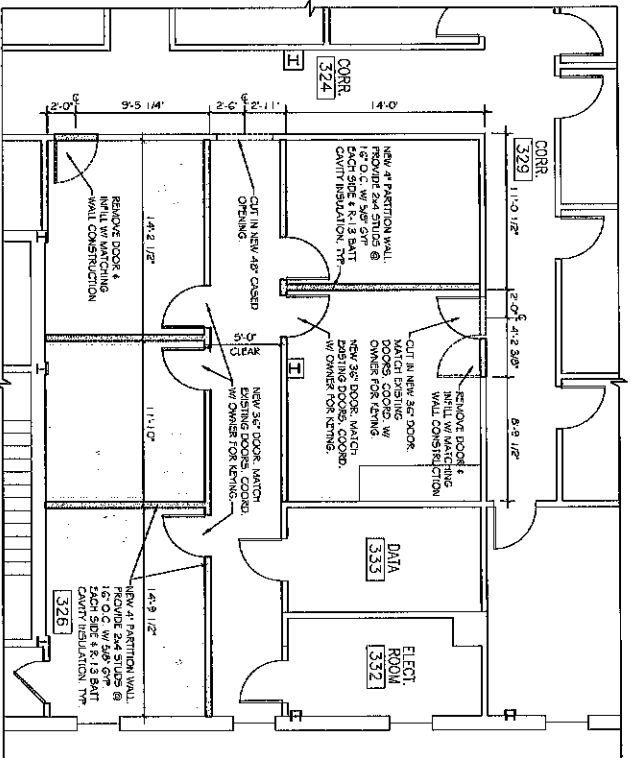 CORR.
329
11'-0 1/2"
2'-0"
4'-2 3/8"
8'-9 1/2"
CORR.
324
14'-0"
2'-11"
2'-6"
9'-5 1/4"
2'-0"
NEW 4" PARTITION WALL.
PROVIDE 2x4 STUDS @
16" O.C. W/ 5/8" GYP
EACH SIDE & R-13 BATT
CAVITY INSULATION, TYP
REMOVE DOOR &
INFILL W/ MATCHING
WALL CONSTRUCTION
CUT IN NEW 36" DOOR
MATCH EXISTING
DOORS, COORD. W/
OWNER FOR KEYING.
NEW 36" DOOR. MATCH
EXISTING DOORS, COORD.
W/ OWNER FOR KEYING.
DATA
333
ELECT.
ROOM
332
CUT IN NEW 48" CASED
OPENING.
5'-0"
CLEAR
NEW 36" DOOR. MATCH
EXISTING DOORS, COORD.
W/ OWNER FOR KEYING.
14'-2 1/2"
14'-9 1/2"
REMOVE DOOR &
INFILL W/ MATCHING
WALL CONSTRUCTION
NEW 4" PARTITION WALL.
PROVIDE 2x4 STUDS @
16" O.C. W/ 5/8" GYP
EACH SIDE & R-13 BATT
CAVITY INSULATION, TYP
326